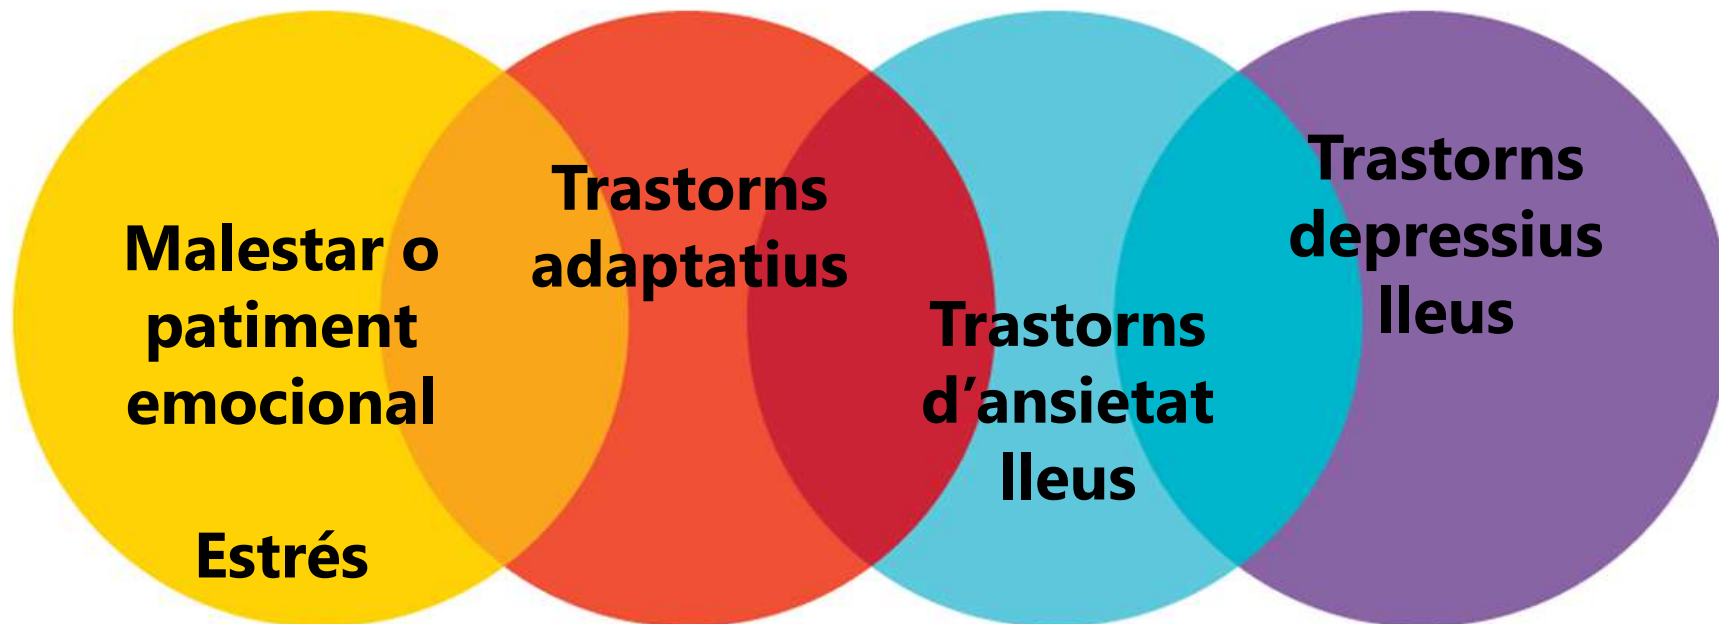 Malestar o
patiment
emocional
Estrés
Trastorns
adaptatius
Trastorns
d’ansietat
lleus
Trastorns
depressius
lleus